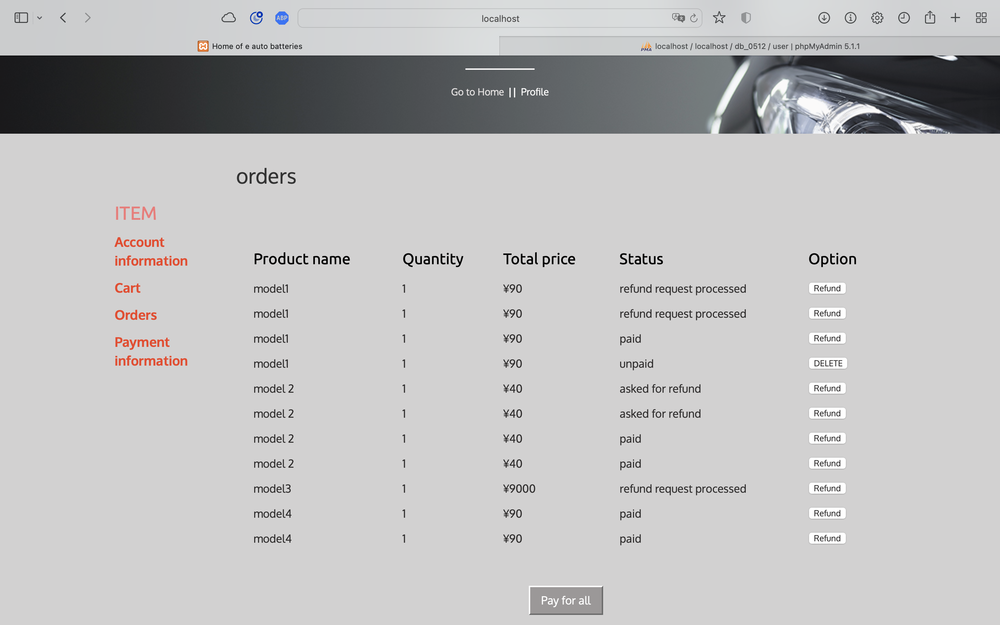 ABP
localhost
Home of e auto batteries
localhost / localhost / db_0512 / user | phpMyAdmin 5.1.1
Go to Home || Profile
orders
ITEM
Account
information
Cart
Orders
Payment
information
Product name Quantity Total price Status Option
model1 1 ¥90 refund request processed Refund
model1 1 ¥90 refund request processed Refund
model1 1 ¥90 paid Refund
model1 1 ¥90 unpaid DELETE
model 2 1 ¥40 asked for refund Refund
model 2 1 ¥40 asked for refund Refund
model 2 1 ¥40 paid Refund
model 2 1 ¥40 paid Refund
model3 1 ¥9000 refund request processed Refund
model4 1 ¥90 paid Refund
model4 1 ¥90 paid Refund
Pay for all